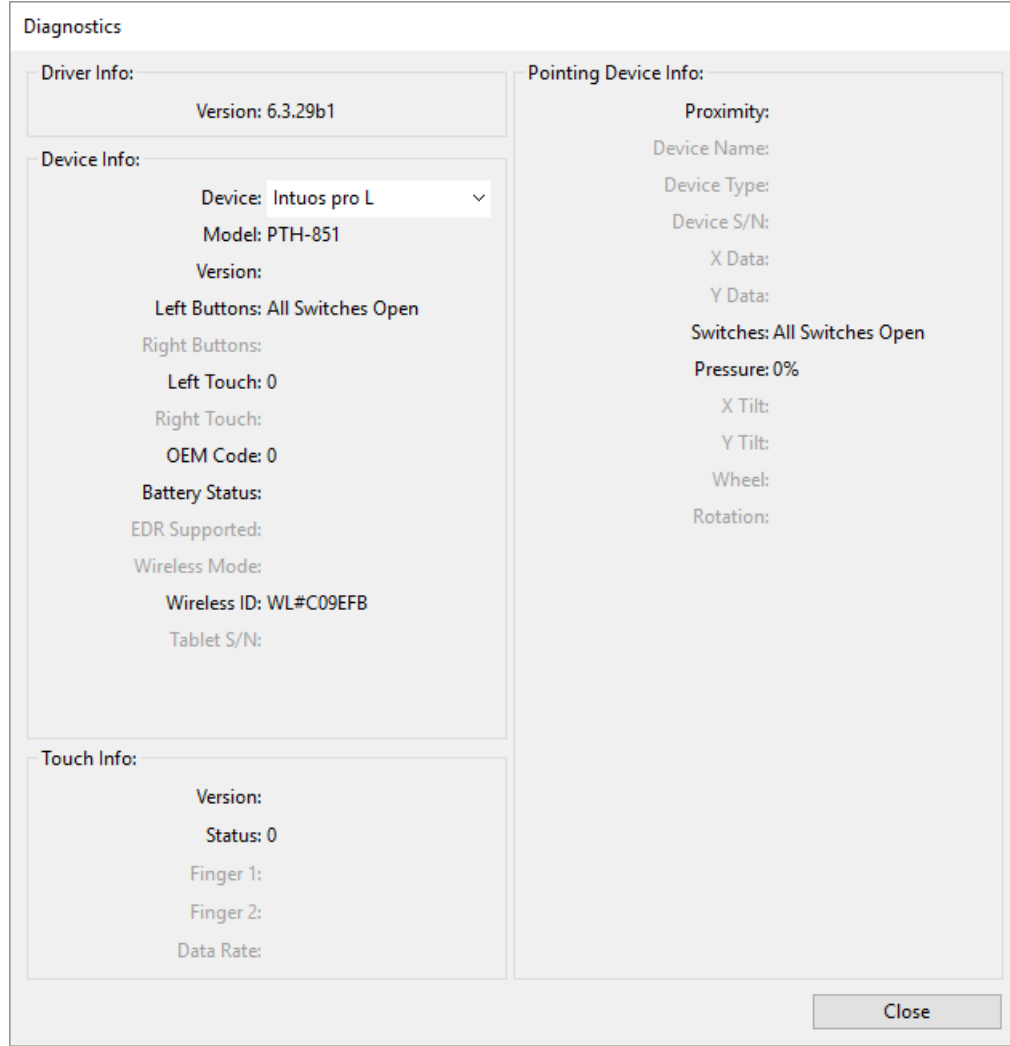 Diagnostics
Driver Info:
Version: 6.3.29b1
Device Info:
Device: Intuos pro L
Model: PTH-851
Version:
Left Buttons: All Switches Open
Right Buttons:
Left Touch: 0
Right Touch:
OEM Code: 0
Battery Status:
EDR Supported:
Wireless Mode:
Wireless ID: WL#C09EFB
Tablet S/N:
Touch Info:
Version:
Status: 0
Finger 1:
Finger 2:
Data Rate:
Pointing Device Info:
Proximity:
Device Name:
Device Type:
Device S/N:
X Data:
Y Data:
Switches: All Switches Open
Pressure: 0%
X Tilt:
Y Tilt:
Wheel:
Rotation:
Close